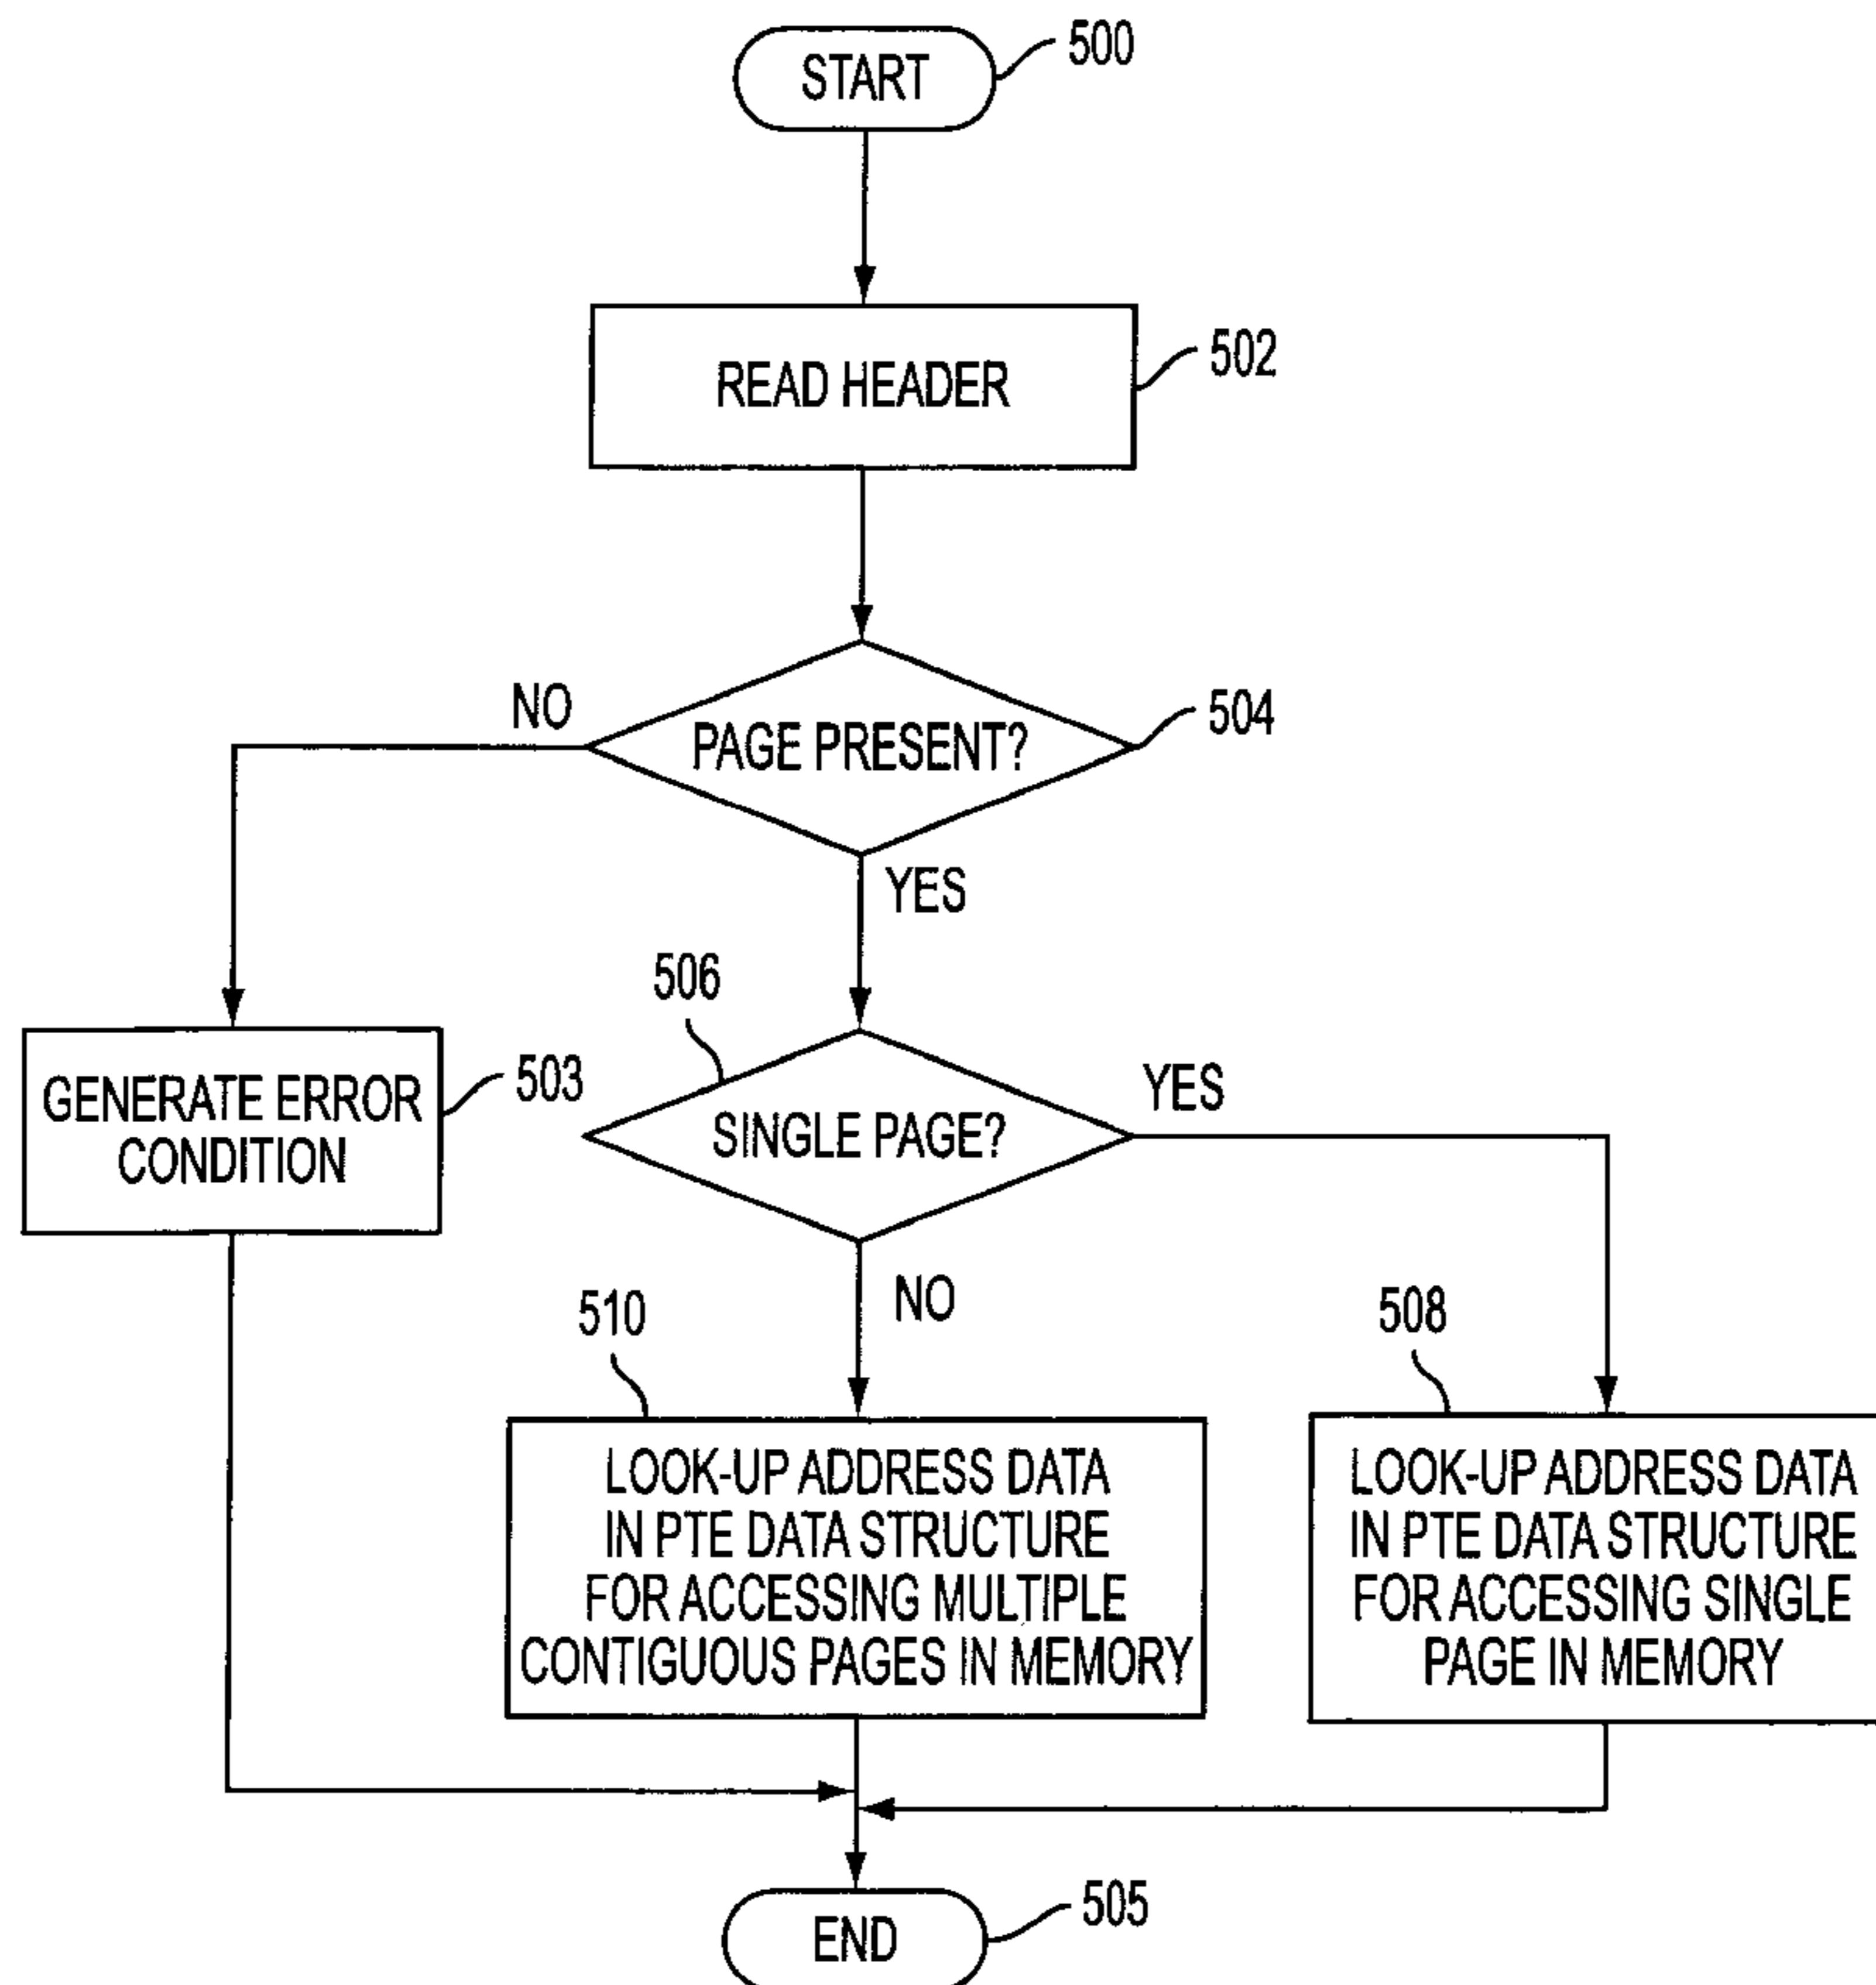 START
500
READ HEADER
502
NO
PAGE PRESENT?
504
YES
506
GENERATE ERROR
CONDITION
503
SINGLE PAGE?
YES
NO
510
508
LOOK-UP ADDRESS DATA
IN PTE DATA STRUCTURE
FOR ACCESSING MULTIPLE
CONTIGUOUS PAGES IN MEMORY
LOOK-UP ADDRESS DATA
IN PTE DATA STRUCTURE
FOR ACCESSING SINGLE
PAGE IN MEMORY
END
505